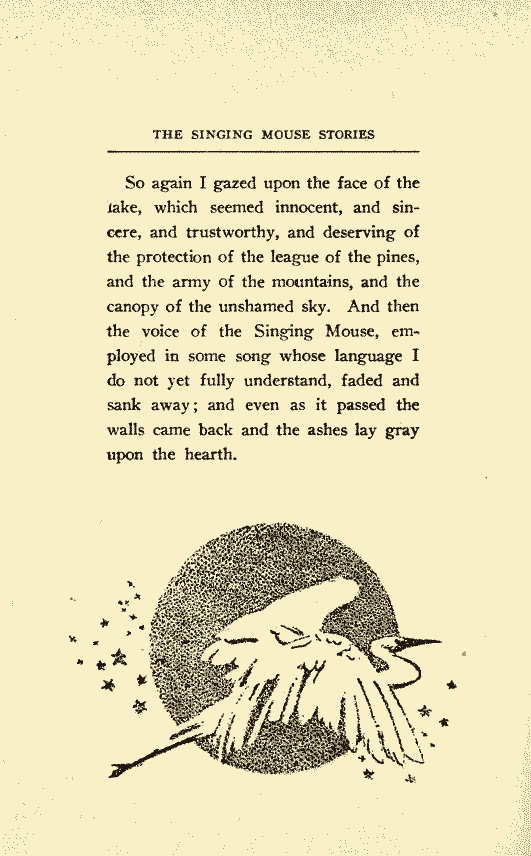 THE SINGING MOUSE STORIES
So again I gazed upon the face of the
lake, which seemed innocent, and sin-
cere, and trustworthy, and deserving of
the protection of the league of the pines,
and the army of the mountains, and the
canopy of the unshamed sky. And then
the voice of the Singing Mouse, em-
ployed in some song whose language I
do not yet fully understand, faded and
sank away; and even as it passed the
walls came back and the ashes lay gray
upon the hearth.